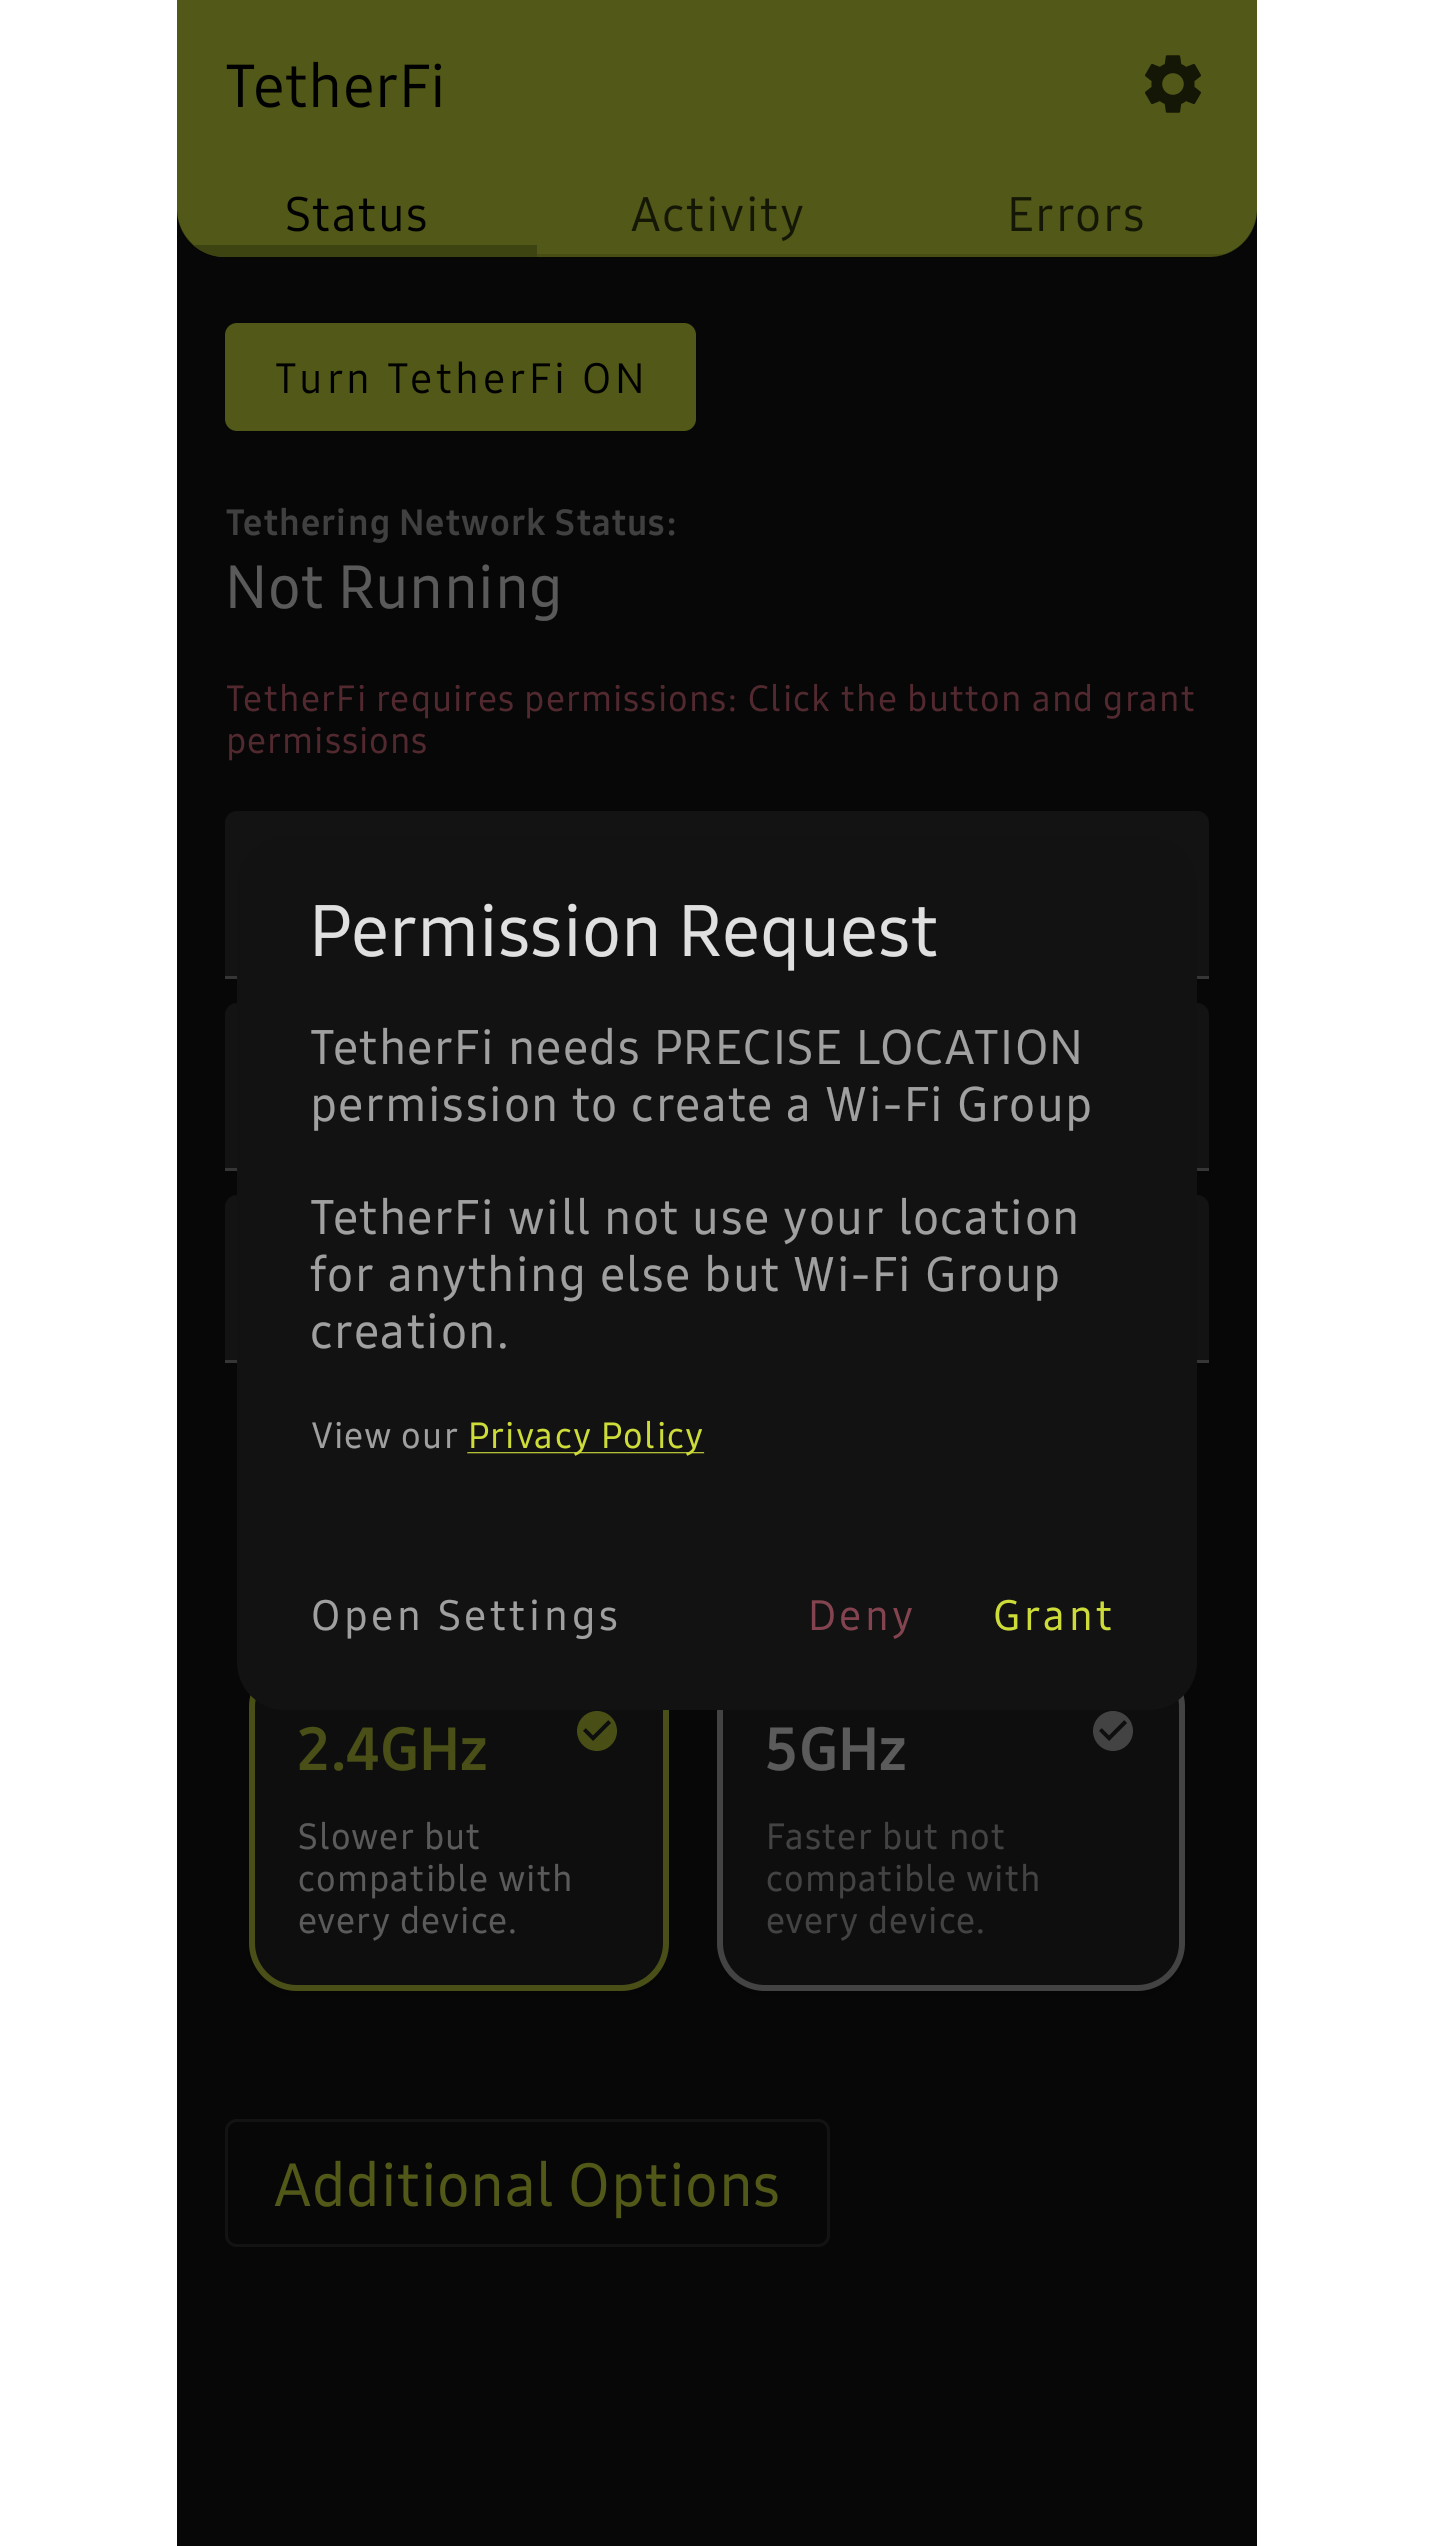 TetherFi
Status
Activity
Errors
Turn TetherFi ON
Tethering Network Status:
Not Running
TetherFi requires permissions: Click the button and grant
permissions
Permission Request
TetherFi needs PRECISE LOCATION
permission to create a Wi-Fi Group
TetherFi will not use your location
for anything else but Wi-Fi Group
creation.
View our Privacy Policy
Open Settings
Deny
Grant
2.4GHz
Slower but
compatible with
every device.
5GHz
Faster but not
compatible with
every device.
Additional Options